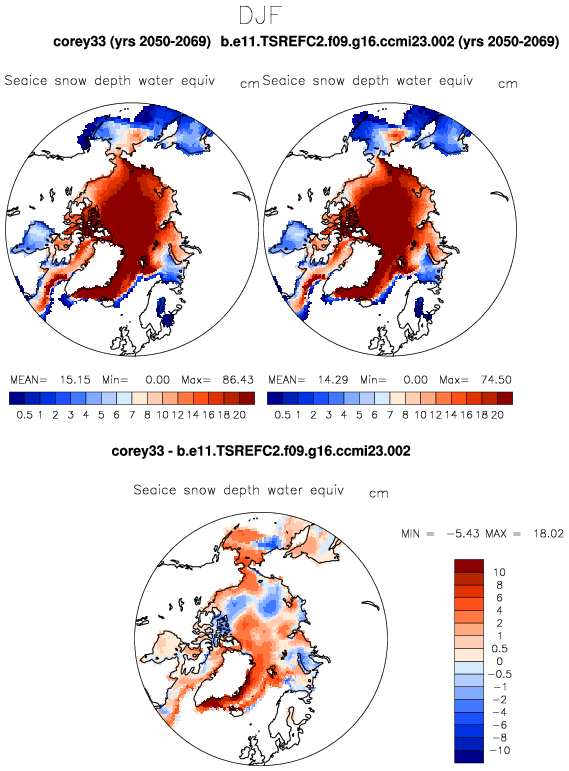 DJF
corey33 (yrs 2050-2069) b.e11.TSREFC2.f09.g16.ccmi23.002 (yrs 2050-2069)
Seaice snow depth water equiv cm Seaice snow depth water equiv cm
MEAN= 15.15 Min= 0.00 Max= 86.43 MEAN= 14.29 Min= 0.00 Max= 74.50
0.5 1 2 3 4 5 6 7 8 10 12 14 16 18 20 0.5 1 2 3 4 5 6 7 8 10 12 14 16 18 20
corey33 - b.e11.TSREFC2.f09.g16.ccmi23.002
Seaice snow depth water equiv cm
MIN = -5.43 MAX = 18.02
10
8
6
4
2
1
0.5
0
-0.5
-1
-2
-4
-6
-8
-10